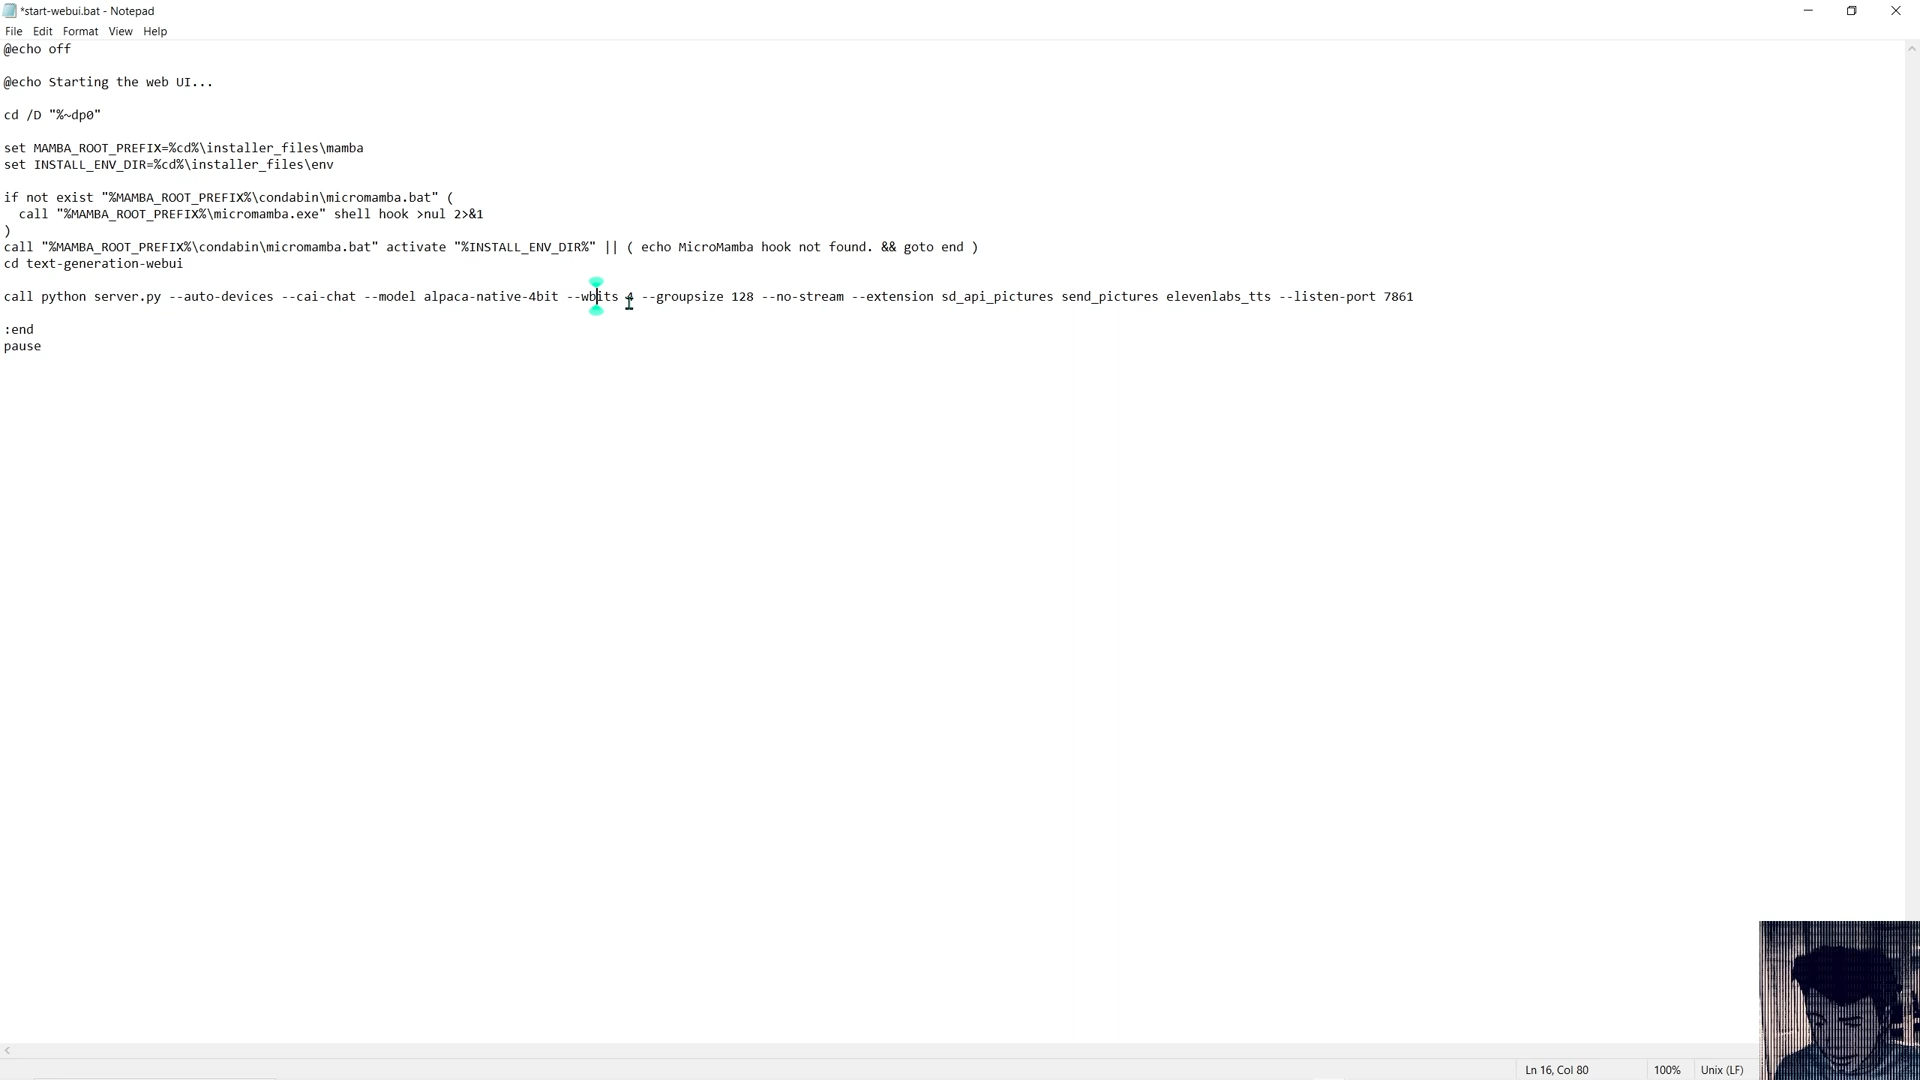 *start-webui.bat - Notepad
File Edit Format View Help
@echo off
@echo Starting the web UI...
cd /D "%~dp0"
set MAMBA_ROOT_PREFIX=%cd%\installer_files\mamba
set INSTALL_ENV_DIR=%cd%\installer_files\env
if not exist "%MAMBA_ROOT_PREFIX%\condabin\micromamba.bat" (
call "%MAMBA_ROOT_PREFIX%\micromamba.exe" shell hook >nul 2>&1
)
call "%MAMBA_ROOT_PREFIX%\condabin\micromamba.bat" activate "%INSTALL_ENV_DIR%" || ( echo MicroMamba hook not found. && goto end )
cd text-generation-webui
call python server.py --auto-devices --cai-chat --model alpaca-native-4bit --wbits 4 --groupsize 128 --no-stream --extension sd_api_pictures send_pictures elevenlabs_tts --listen-port 7861
:end
pause
Ln 16, Col 80 100% Unix (LF)